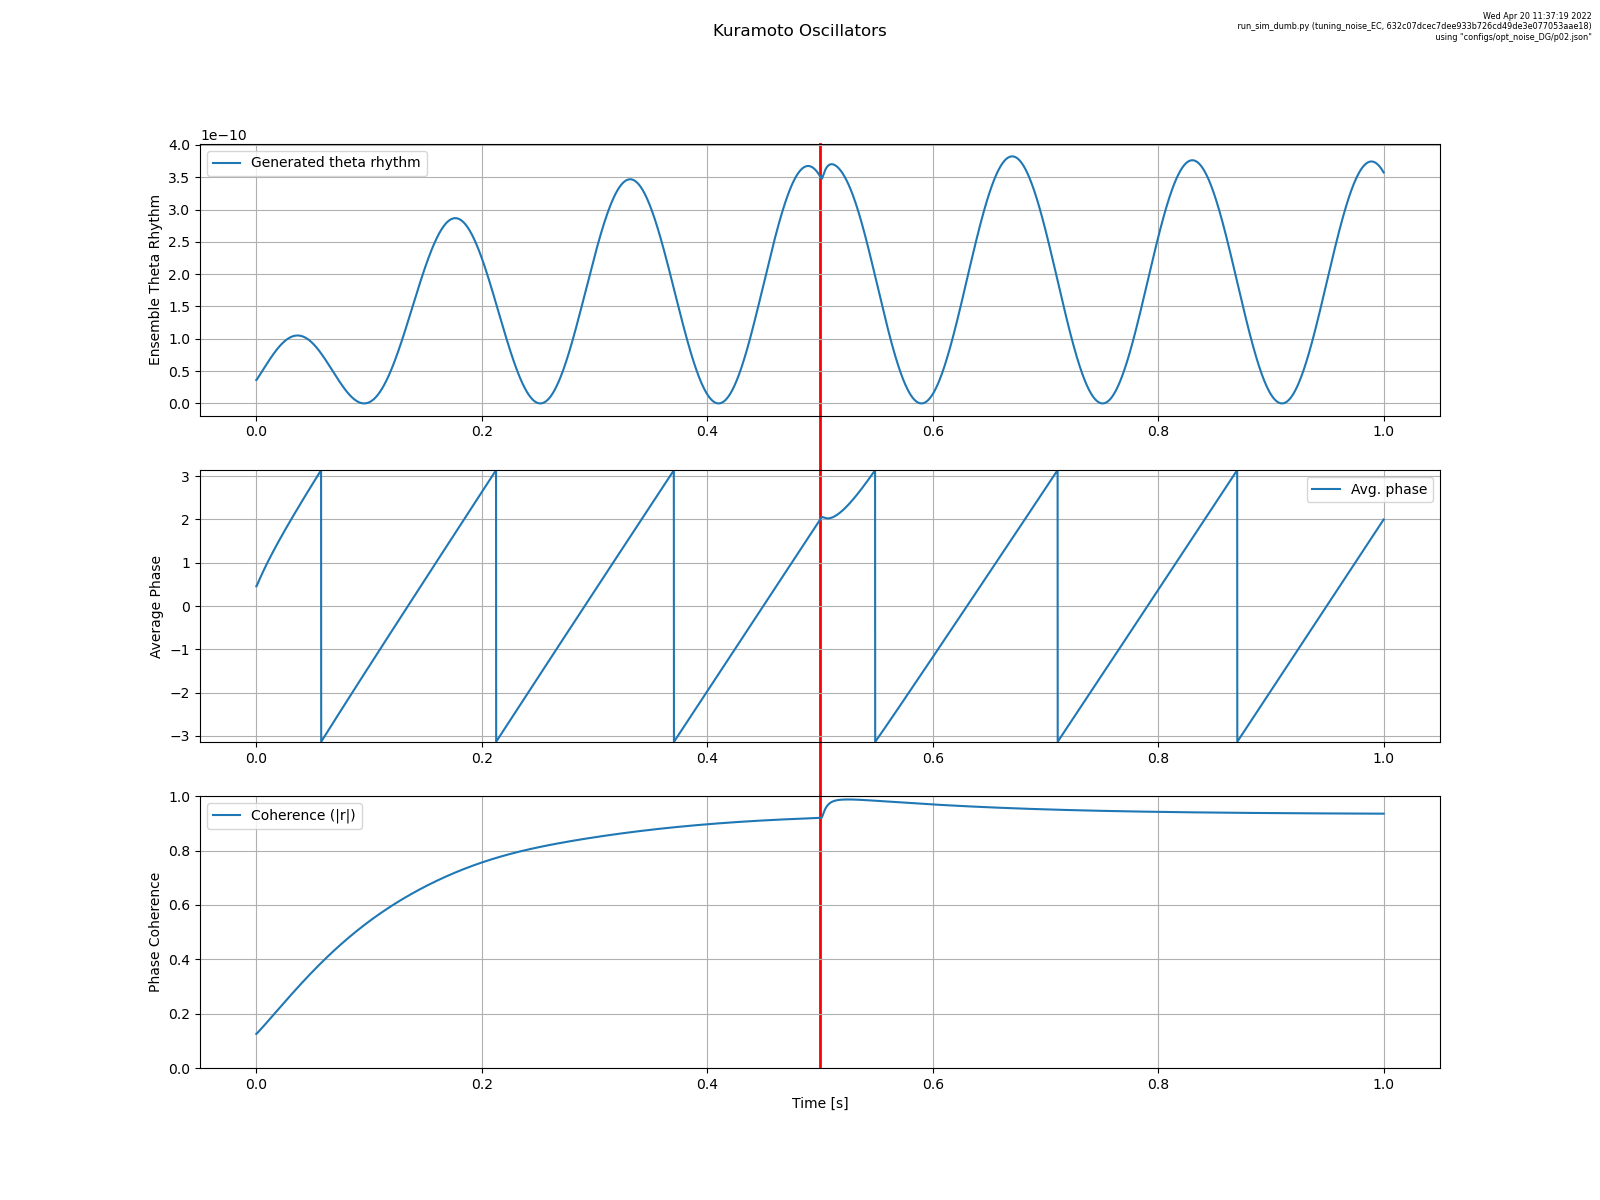 Wed Apr 20 11:37:19 2022
run_sim_dumb.py (tuning_noise_EC, 632c07dcec7dee933b726cd49de3e077053aae18)
using "configs/opt_noise_DG/p02.json"
Kuramoto Oscillators
1e−10
Generated theta rhythm
Ensemble Theta Rhythm
4.0
3.5
3.0
2.5
2.0
1.5
1.0
0.5
0.0
0.0 0.2 0.4 0.6 0.8 1.0
Avg. phase
Average Phase
3
2
1
0
−1
−2
−3
0.0 0.2 0.4 0.6 0.8 1.0
Coherence (|r|)
Phase Coherence
1.0
0.8
0.6
0.4
0.2
0.0
0.0 0.2 0.4 0.6 0.8 1.0
Time [s]